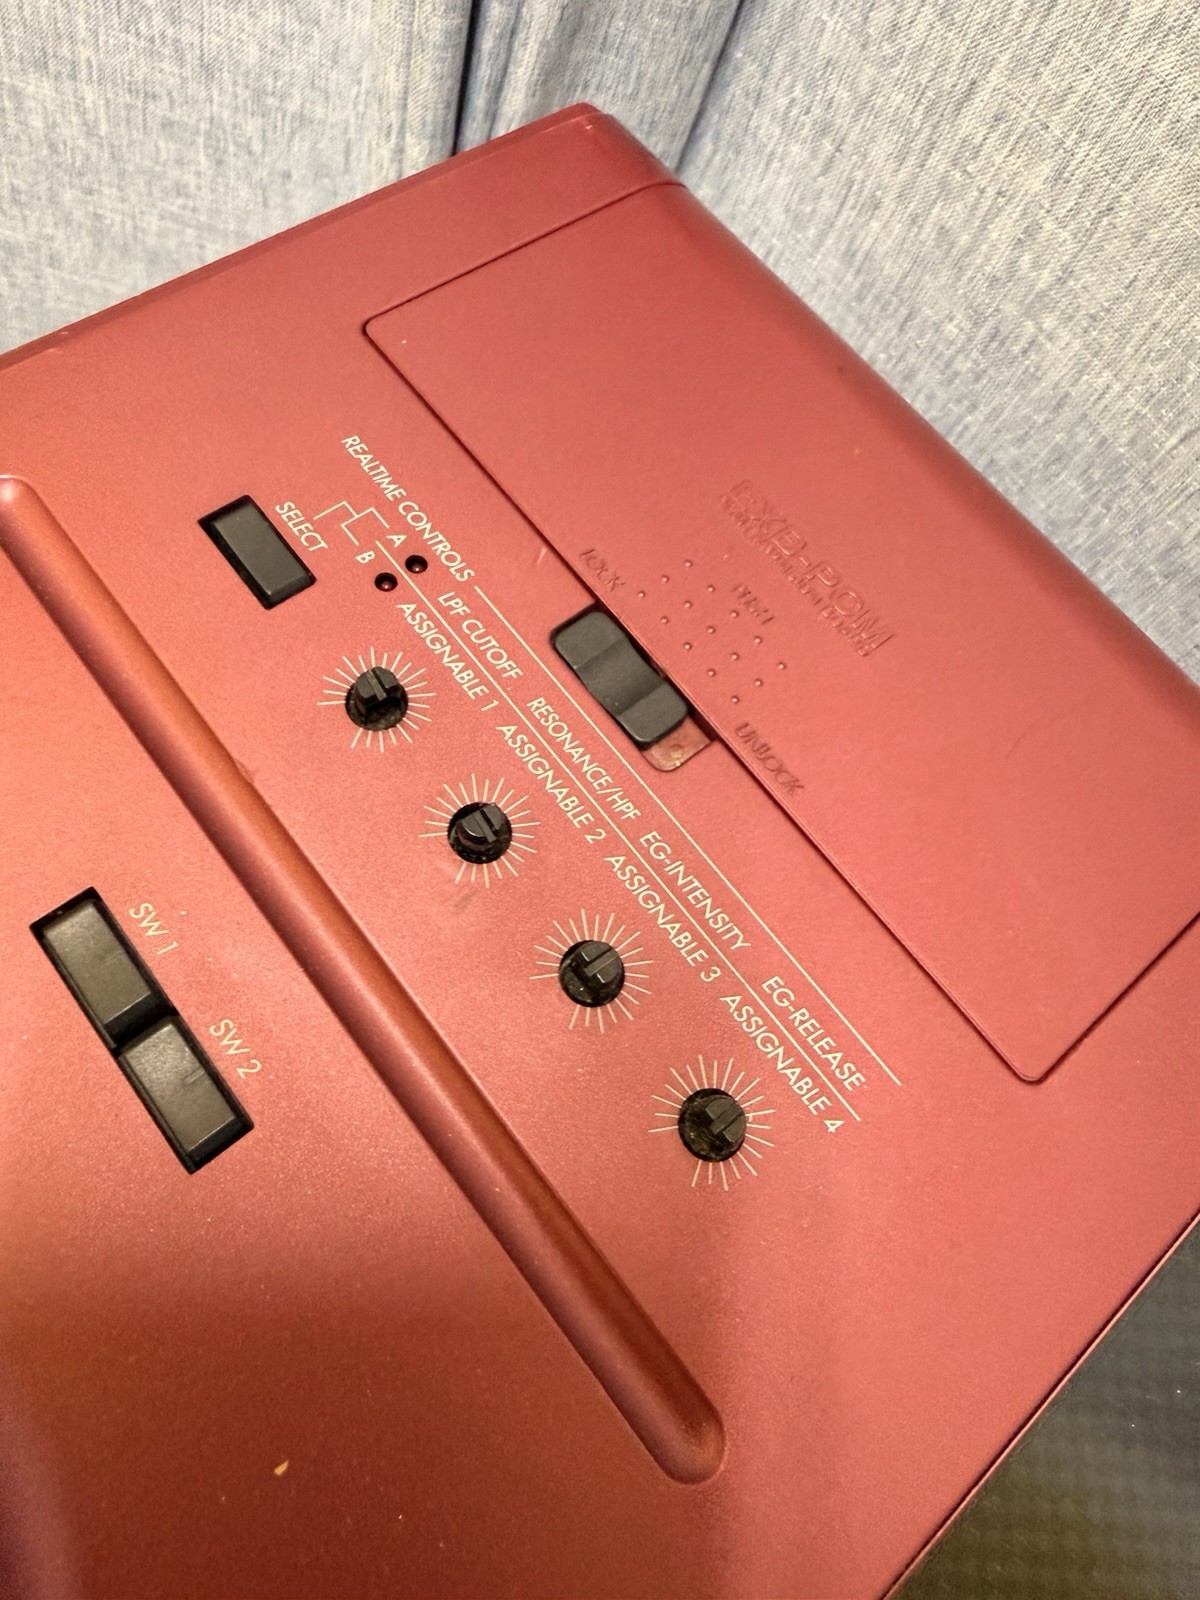 REALTIME CONTROLS
SELECT
A
LPF CUTOFF
RESONANCE/HPF
EG-INTENSITY
EG-RELEASE
B
ASSIGNABLE 1
ASSIGNABLE 2
ASSIGNABLE 3
ASSIGNABLE 4
LOCK
UNLOCK
EXB-PCM
SW 1
SW 2